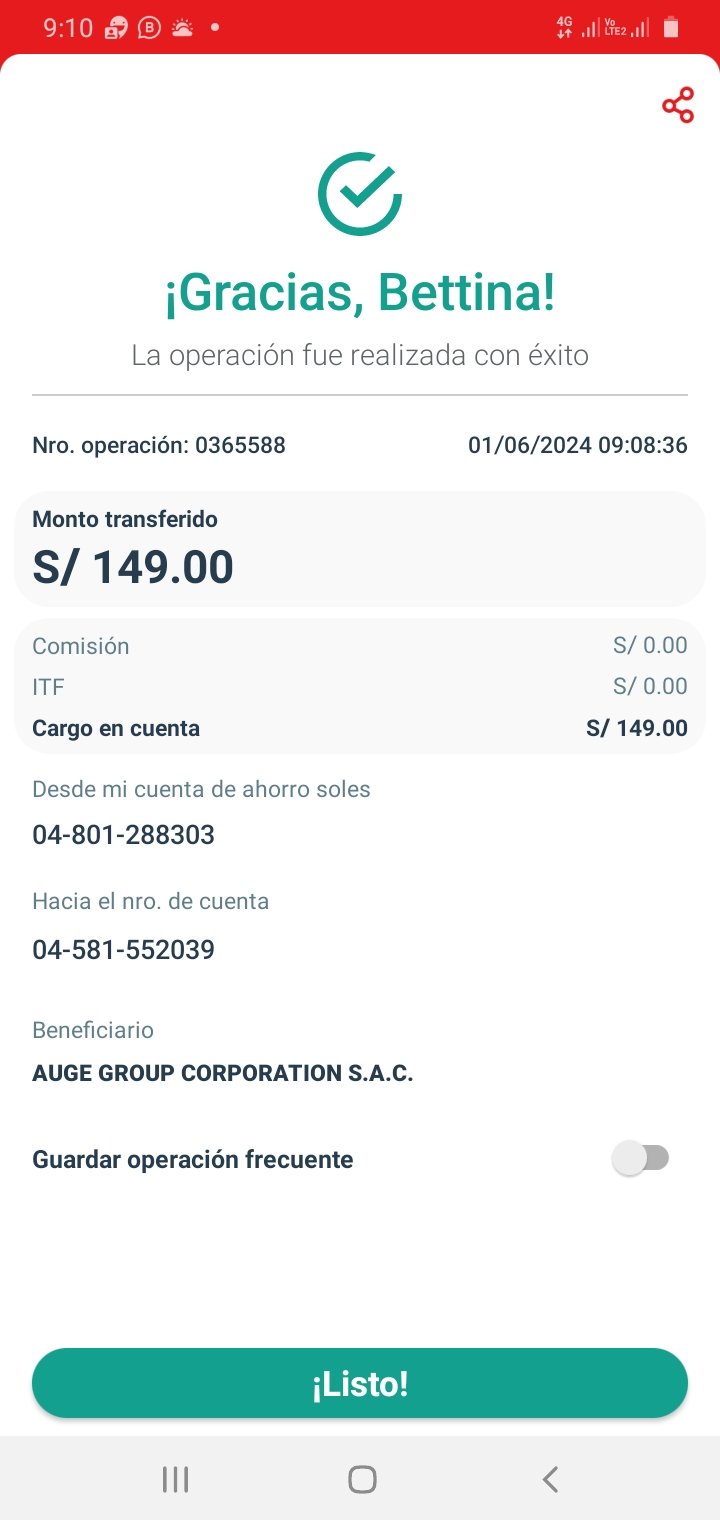 9:10
4G Vo LTE2
¡Gracias, Bettina!
La operación fue realizada con éxito
Nro. operación: 0365588 01/06/2024 09:08:36
Monto transferido
S/ 149.00
Comisión S/ 0.00
ITF S/ 0.00
Cargo en cuenta S/ 149.00
Desde mi cuenta de ahorro soles
04-801-288303
Hacia el nro. de cuenta
04-581-552039
Beneficiario
AUGE GROUP CORPORATION S.A.C.
Guardar operación frecuente
¡Listo!